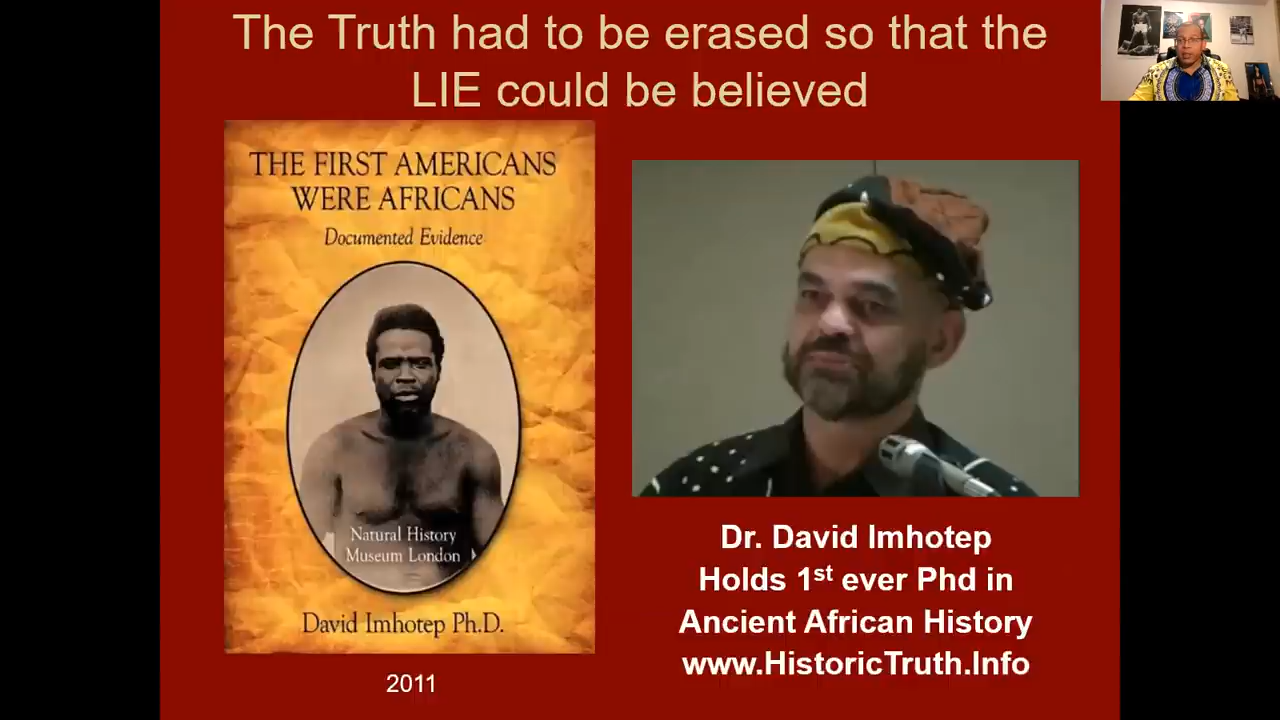 The Truth had to be erased so that the
LIE could be believed
THE FIRST AMERICANS
WERE AFRICANS
Documented Evidence
Natural History
Museum London
David Imhotep Ph.D.
2011
Dr. David Imhotep
Holds 1st ever Phd in
Ancient African History
www.HistoricTruth.Info